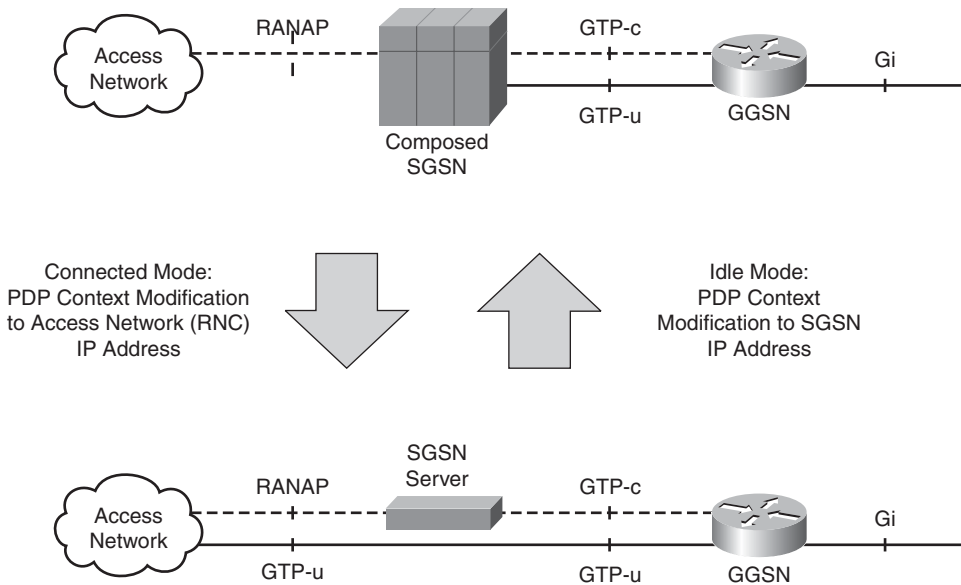 Access
Network
RANAP
Composed
SGSN
GTP-c
GTP-u
GGSN
Gi
Connected Mode:
PDP Context Modification
to Access Network (RNC)
IP Address
Idle Mode:
PDP Context
Modification to SGSN
IP Address
Access
Network
RANAP
GTP-u
SGSN
Server
GTP-c
GTP-u
GGSN
Gi